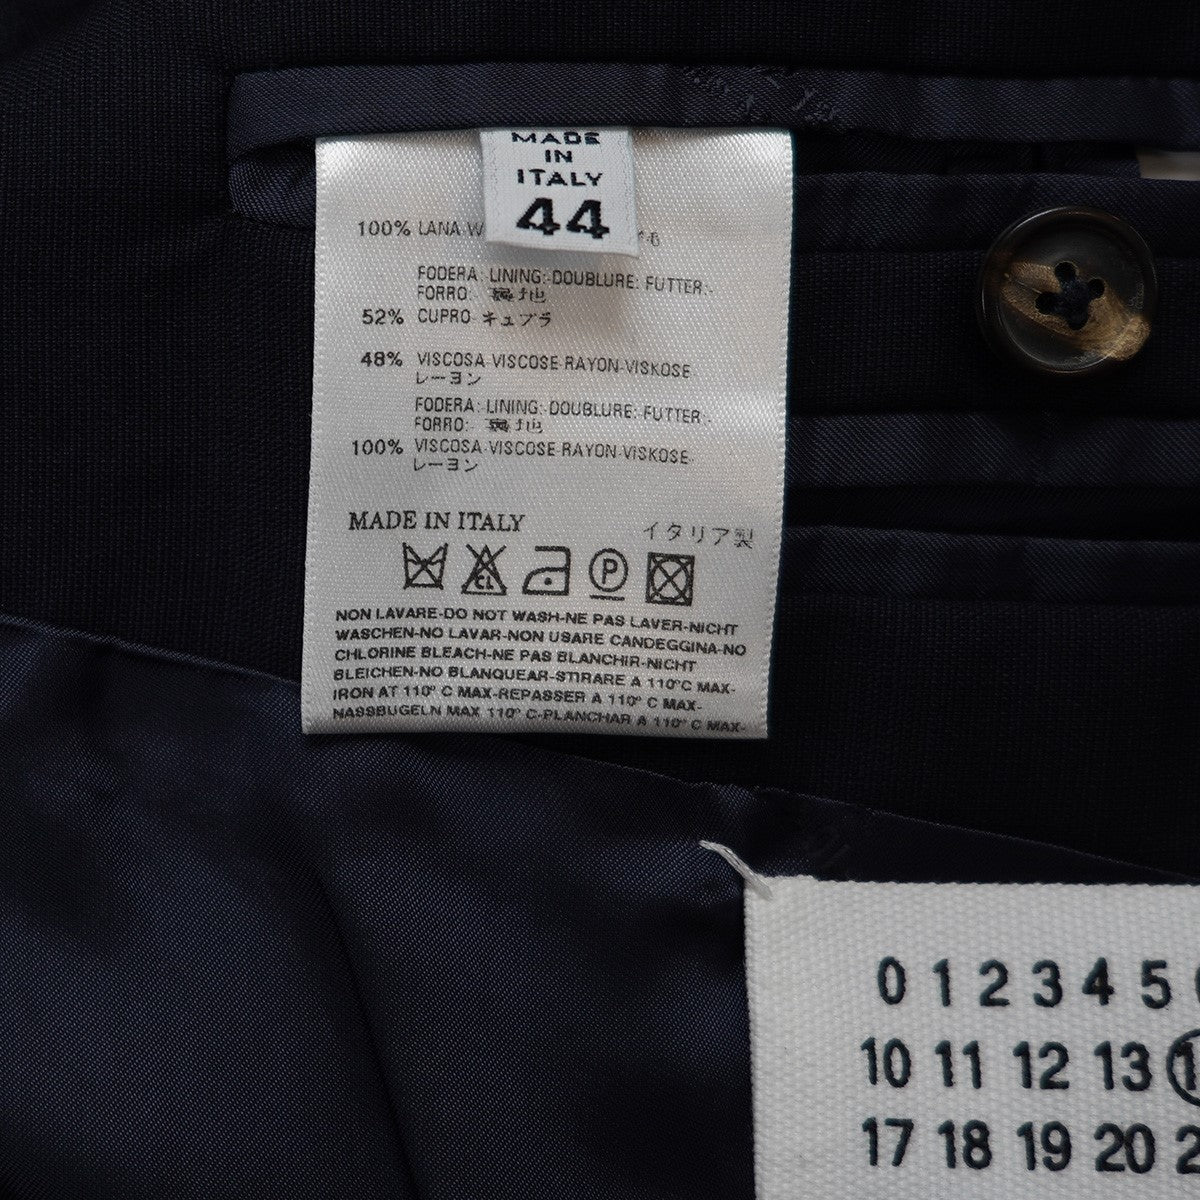 MADE
IN
ITALY
44
100% LANA
FODERA: LINING: DOUBLURE: FUTTER:
FORRO: 裏地
52% CUPRO キュプラ
48% VISCOSA-VISCOSE-RAYON-VISKOSE
レーヨン
FODERA: LINING: DOUBLURE: FUTTER:
FORRO: 裏地
100% VISCOSA-VISCOSE-RAYON-VISKOSE
レーヨン
MADE IN ITALY イタリア製
CL P
NON LAVARE-DO NOT WASH-NE PAS LAVER-NICHT
WASCHEN-NO LAVAR-NON USARE CANDEGGINA-NO
CHLORINE BLEACH-NE PAS BLANCHIR-NICHT
BLEICHEN-NO BLANQUEAR-STIRARE A 110°C MAX-
IRON AT 110° C MAX-REPASSER A 110° C MAX-
NASSBUGELN MAX 110° C-PLANCHAR A 110° C MAX-
0 1 2 3 4 5
10 11 12 13
17 18 19 20